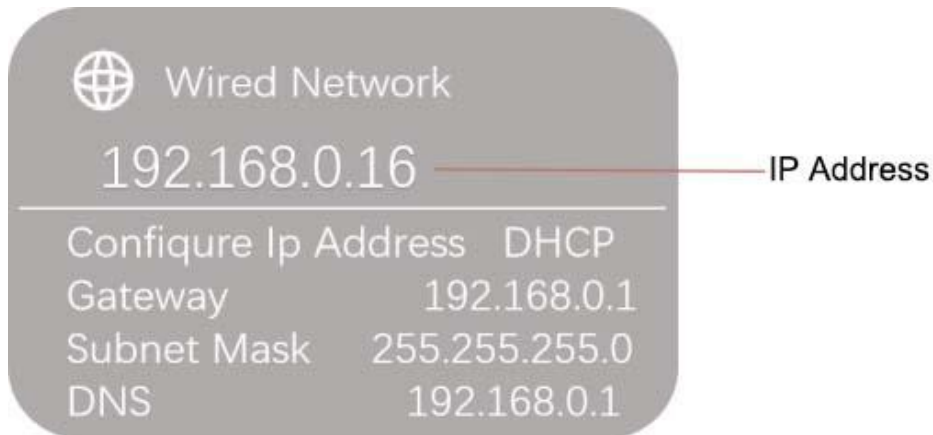 Wired Network
192.168.0.16
IP Address
Confiqure Ip Address DHCP
Gateway 192.168.0.1
Subnet Mask 255.255.255.0
DNS 192.168.0.1